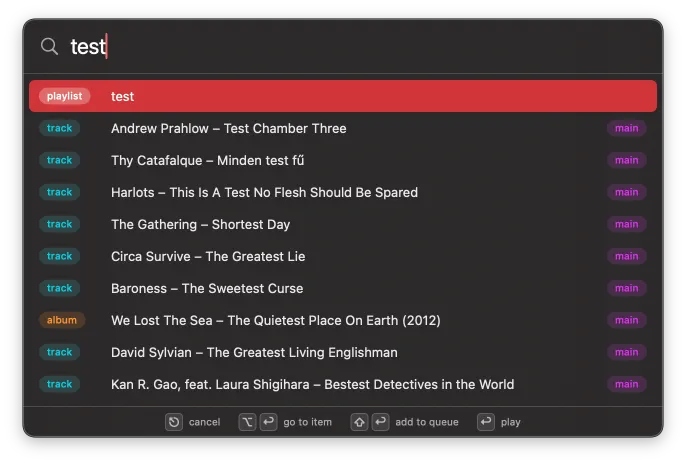 test
playlist test
track Andrew Prahlow – Test Chamber Three main
track Thy Catafalque – Minden test fű main
track Harlots – This Is A Test No Flesh Should Be Spared main
track The Gathering – Shortest Day main
track Circa Survive – The Greatest Lie main
track Baroness – The Sweetest Curse main
album We Lost The Sea – The Quietest Place On Earth (2012) main
track David Sylvian – The Greatest Living Englishman main
track Kan R. Gao, feat. Laura Shigihara – Bestest Detectives in the World main
cancel go to item add to queue play